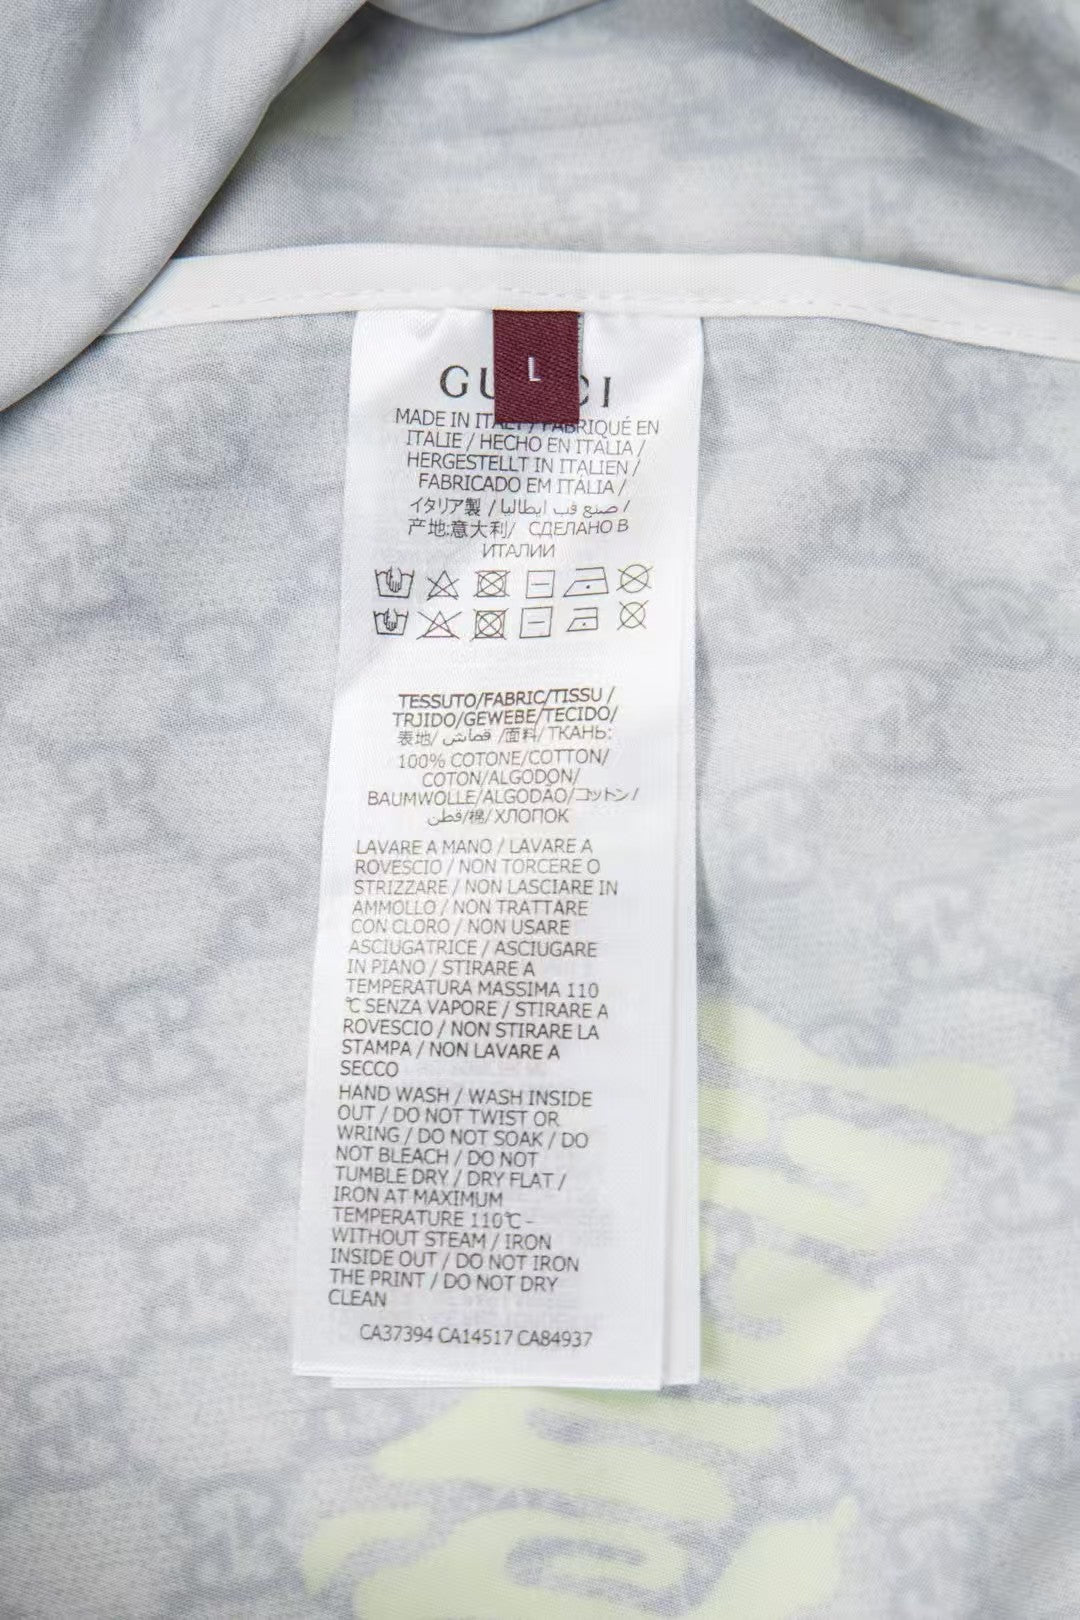 L
GUCCI
MADE IN ITALY / FABRIQUÉ EN
ITALIE / HECHO EN ITALIA /
HERGESTELLT IN ITALIEN /
FABRICADO EM ITÁLIA /
イタリア製 / صنع فب ايطاليا /
产地:意大利/ СДЕЛАНО В
ИТАЛИИ
TESSUTO/FABRIC/TISSU /
TRJIDO/GEWEBE/TECIDO/
表地/ قماش /面料/ТКАНЬ:
100% COTONE/COTTON/
COTON/ALGODON/
BAUMWOLLE/ALGODÃO/コットン/
قطن/棉/ХЛОПОК
LAVARE A MANO / LAVARE A
ROVESCIO / NON TORCERE O
STRIZZARE / NON LASCIARE IN
AMMOLLO / NON TRATTARE
CON CLORO / NON USARE
ASCIUGATRICE / ASCIUGARE
IN PIANO / STIRARE A
TEMPERATURA MASSIMA 110
℃ SENZA VAPORE / STIRARE A
ROVESCIO / NON STIRARE LA
STAMPA / NON LAVARE A
SECCO
HAND WASH / WASH INSIDE
OUT / DO NOT TWIST OR
WRING / DO NOT SOAK / DO
NOT BLEACH / DO NOT
TUMBLE DRY / DRY FLAT /
IRON AT MAXIMUM
TEMPERATURE 110℃ -
WITHOUT STEAM / IRON
INSIDE OUT / DO NOT IRON
THE PRINT / DO NOT DRY
CLEAN
CA37394 CA14517 CA84937